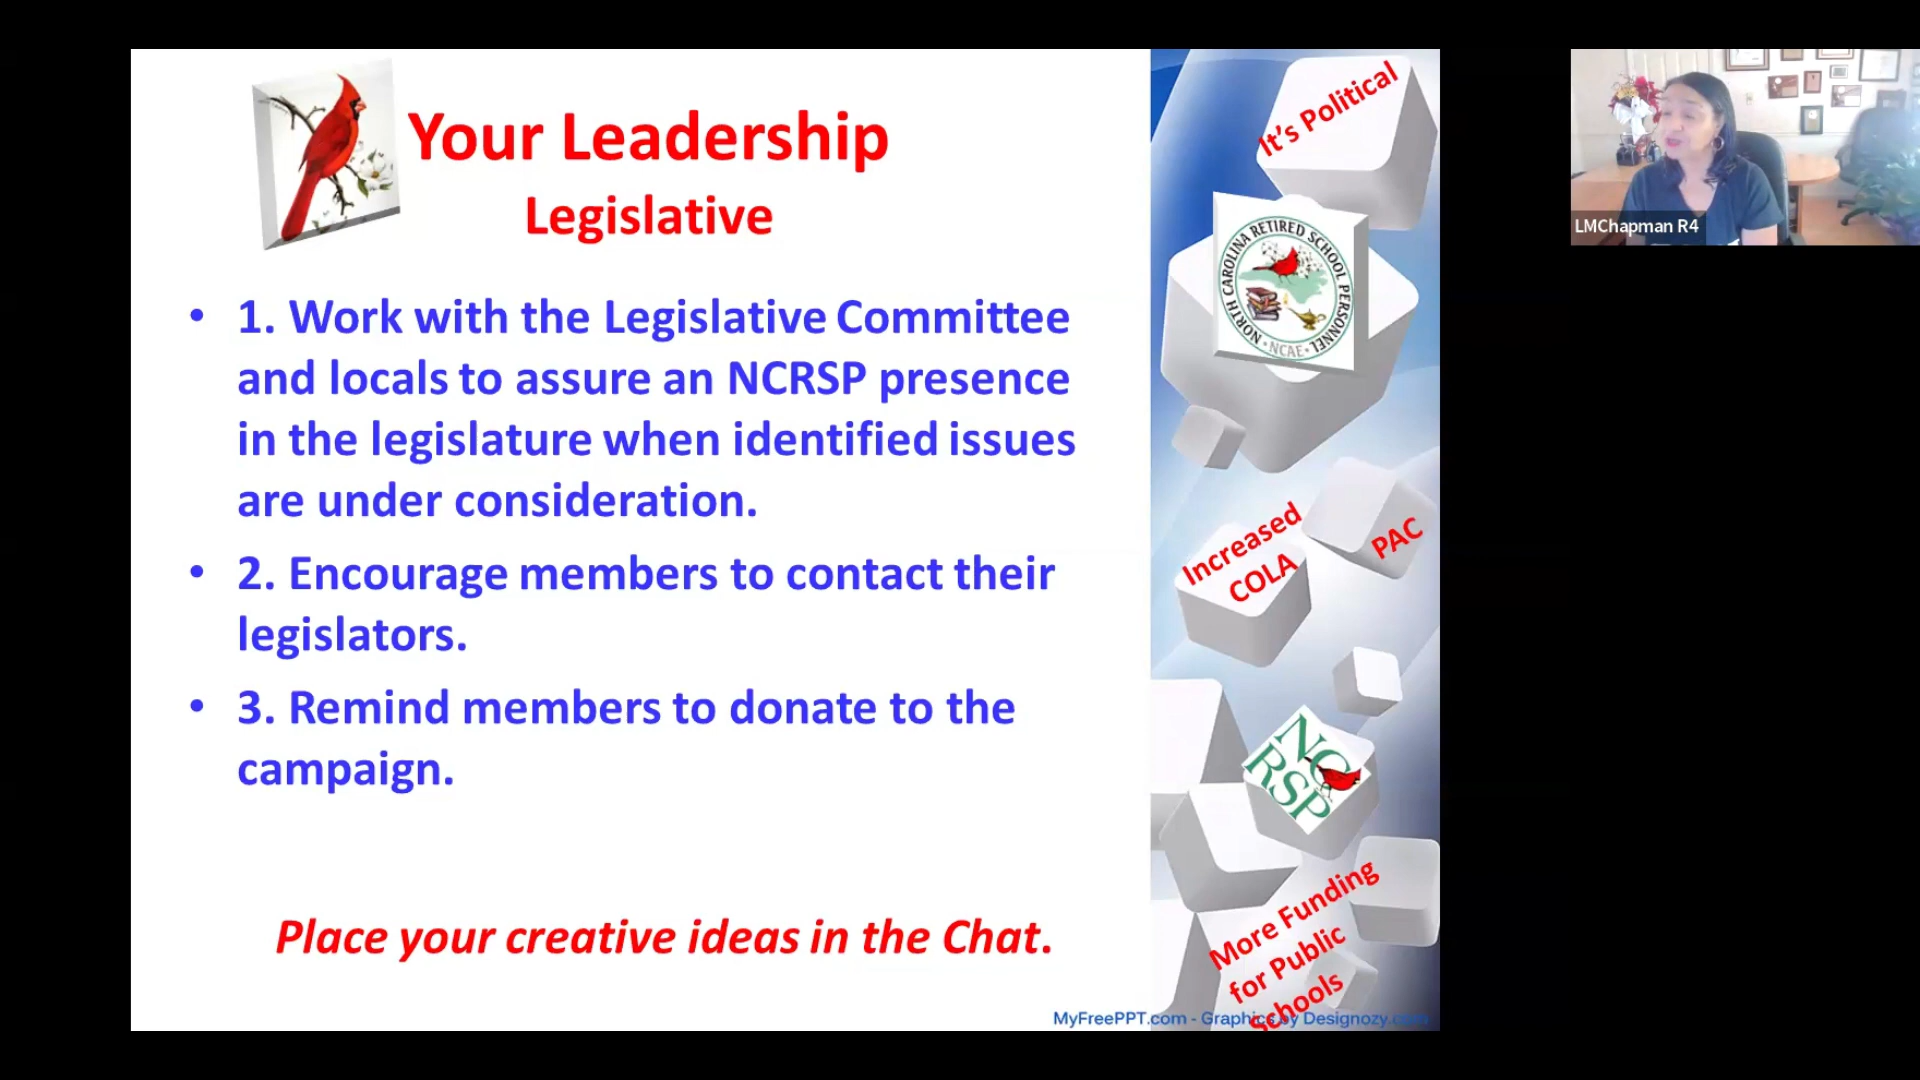 Your Leadership
Legislative
• 1. Work with the Legislative Committee
and locals to assure an NCRSP presence
in the legislature when identified issues
are under consideration.
• 2. Encourage members to contact their
legislators.
• 3. Remind members to donate to the
campaign.
Place your creative ideas in the Chat.
It's Political
NORTH CAROLINA RETIRED SCHOOL PERSONNEL
•NCAE•
Increased
COLA
PAC
NC
RSP
More Funding
for Public
Schools
MyFreePPT.com - Graphics by Designozy.com
LMChapman R4